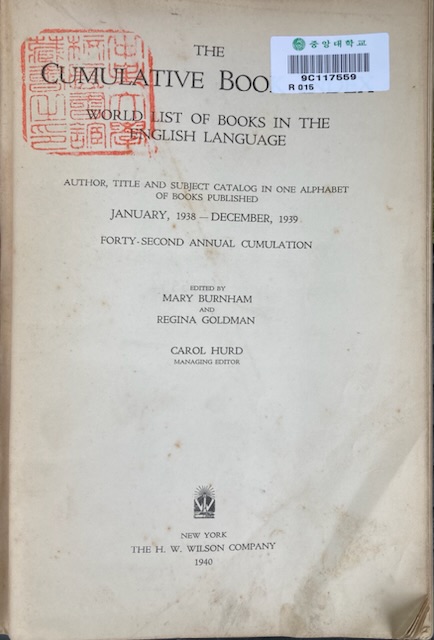 중앙대학교
9C117559
R 015
THE
CUMULATIVE BOO
WORLD LIST OF BOOKS IN THE
ENGLISH LANGUAGE
AUTHOR, TITLE AND SUBJECT CATALOG IN ONE ALPHABET
OF BOOKS PUBLISHED
JANUARY, 1938 — DECEMBER, 1939
FORTY-SECOND ANNUAL CUMULATION
EDITED BY
MARY BURNHAM
AND
REGINA GOLDMAN
CAROL HURD
MANAGING EDITOR
NEW YORK
THE H. W. WILSON COMPANY
1940